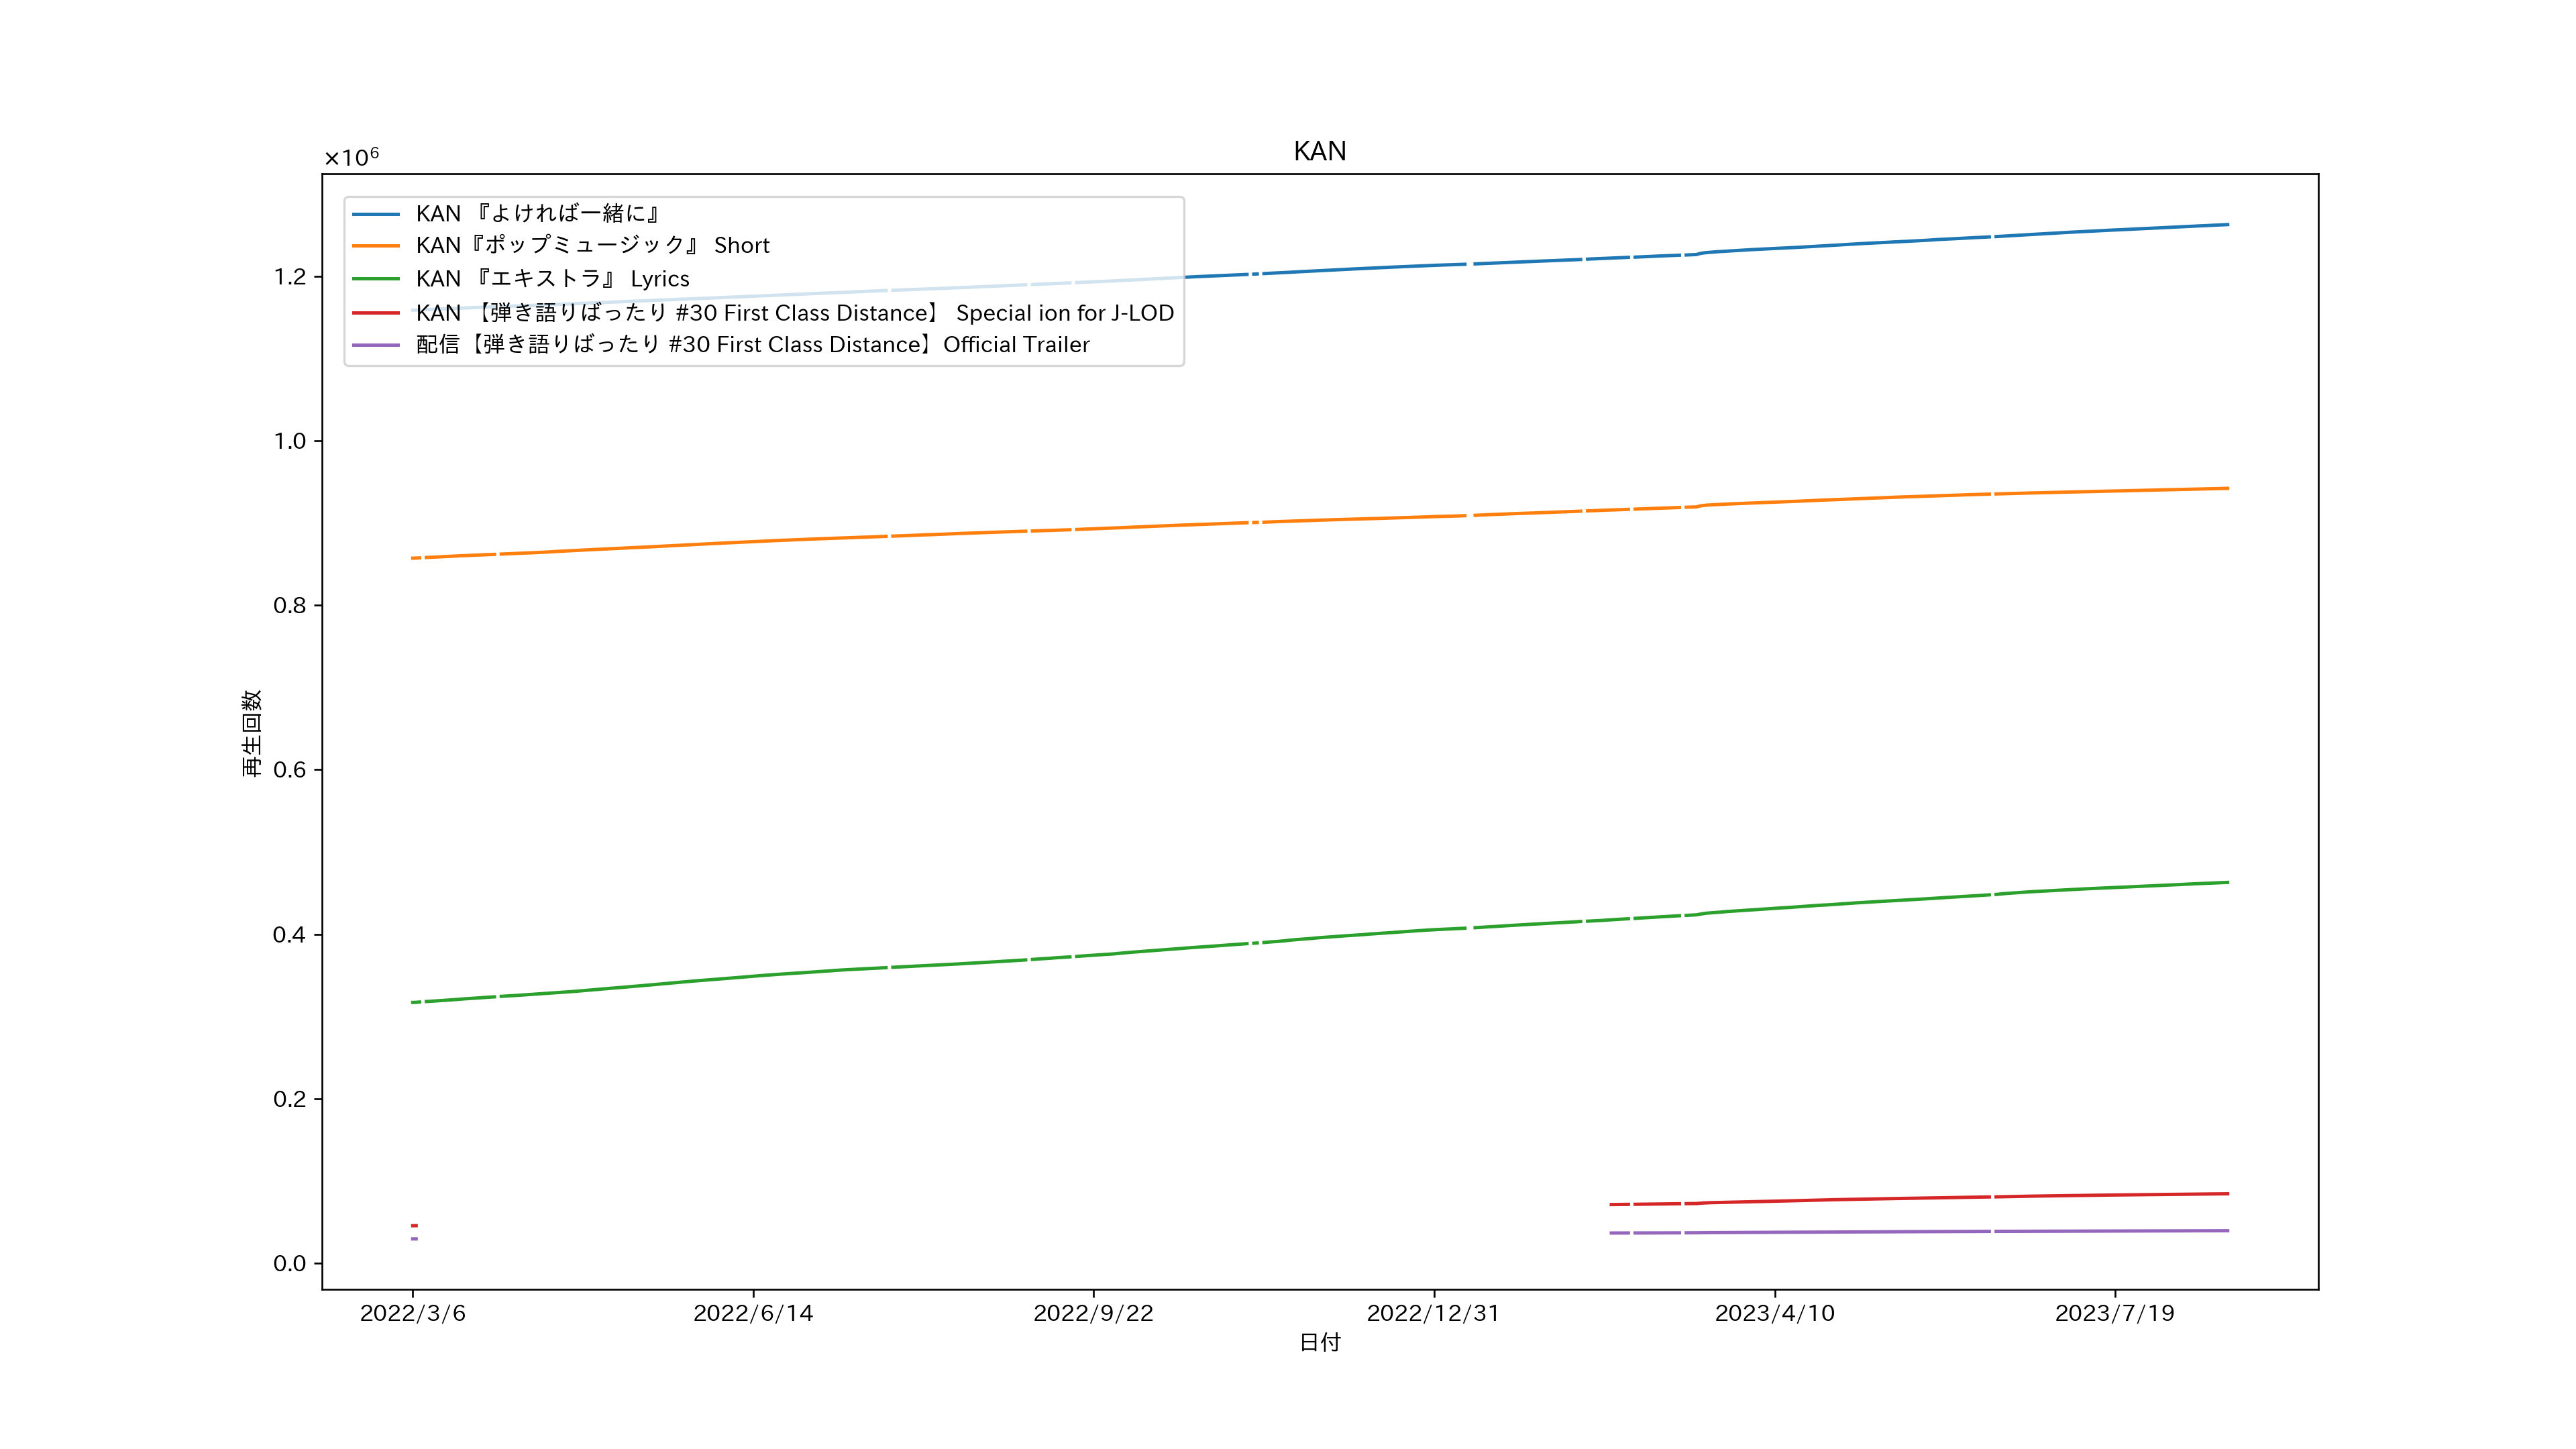 KAN
×10⁶
KAN 『よければ一緒に』
KAN『ポップミュージック』 Short
KAN 『エキストラ』 Lyrics
KAN 【弾き語りばったり #30 First Class Distance】 Special ion for J-LOD
配信【弾き語りばったり #30 First Class Distance】Official Trailer
1.2
1.0
0.8
0.6
0.4
0.2
0.0
再生回数
2022/3/6
2022/6/14
2022/9/22
2022/12/31
2023/4/10
2023/7/19
日付